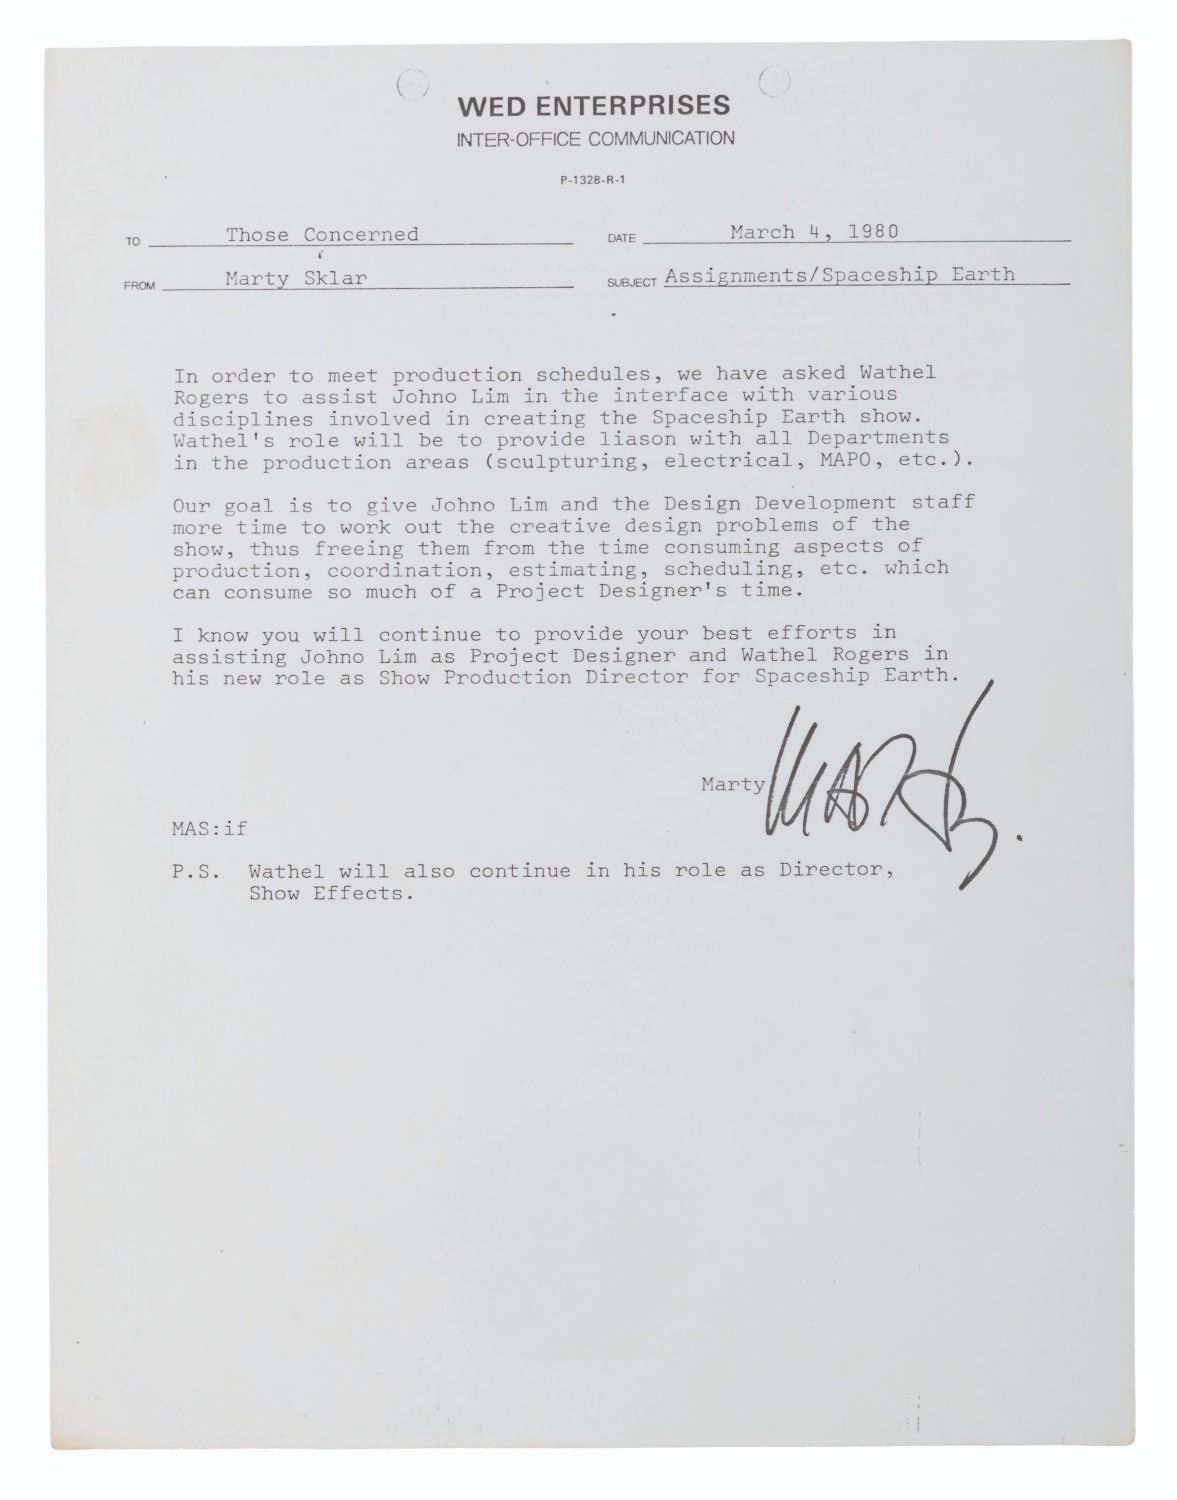 WED ENTERPRISES
INTER-OFFICE COMMUNICATION
P-1328-R-1
TO Those Concerned DATE March 4, 1980
FROM Marty Sklar SUBJECT Assignments/Spaceship Earth
In order to meet production schedules, we have asked Wathel
Rogers to assist Johno Lim in the interface with various
disciplines involved in creating the Spaceship Earth show.
Wathel's role will be to provide liason with all Departments
in the production areas (sculpturing, electrical, MAPO, etc.).
Our goal is to give Johno Lim and the Design Development staff
more time to work out the creative design problems of the
show, thus freeing them from the time consuming aspects of
production, coordination, estimating, scheduling, etc. which
can consume so much of a Project Designer's time.
I know you will continue to provide your best efforts in
assisting Johno Lim as Project Designer and Wathel Rogers in
his new role as Show Production Director for Spaceship Earth.
Marty MARTY.
MAS:if
P.S. Wathel will also continue in his role as Director,
Show Effects.